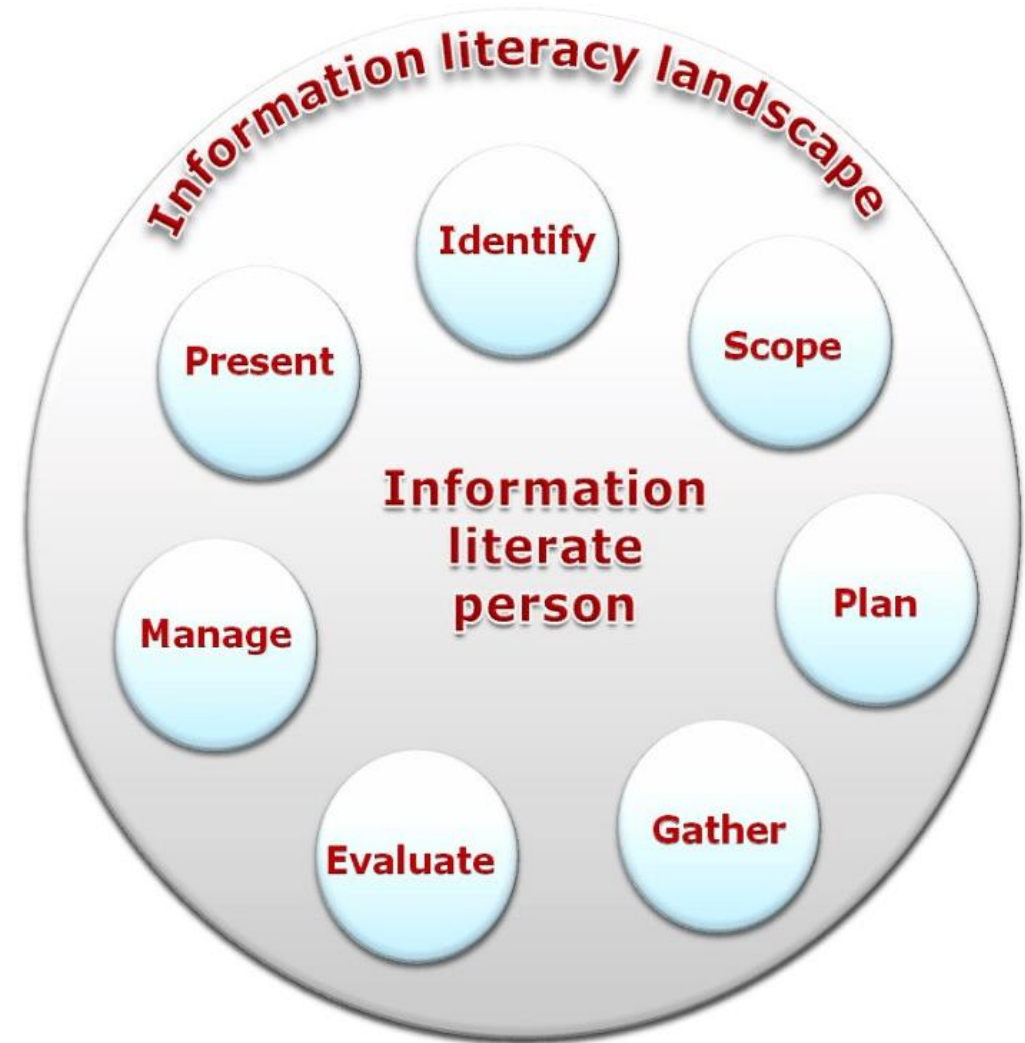 Information literacy landscape
Identify
Scope
Plan
Gather
Evaluate
Manage
Present
Information
literate
person